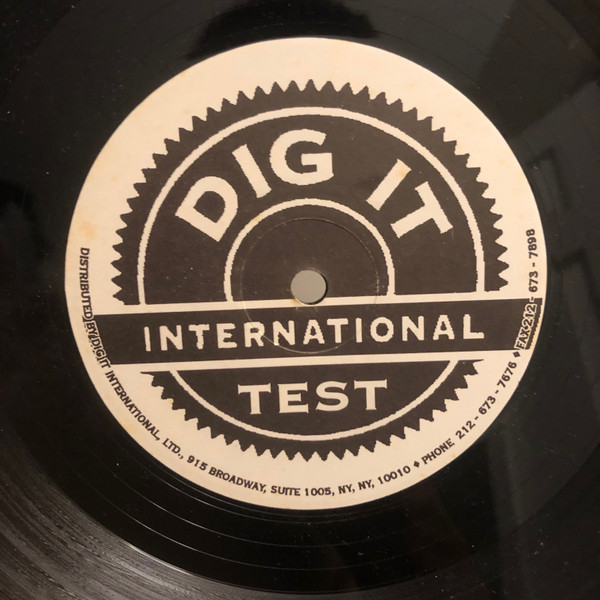 DIG IT
INTERNATIONAL
TEST
DISTRIBUTED BY DIG IT INTERNATIONAL, LTD., 915 BROADWAY, SUITE 1005, NY, NY, 10010 ♦ PHONE 212 - 673 - 7676 ♦ FAX 212 - 673 - 7898